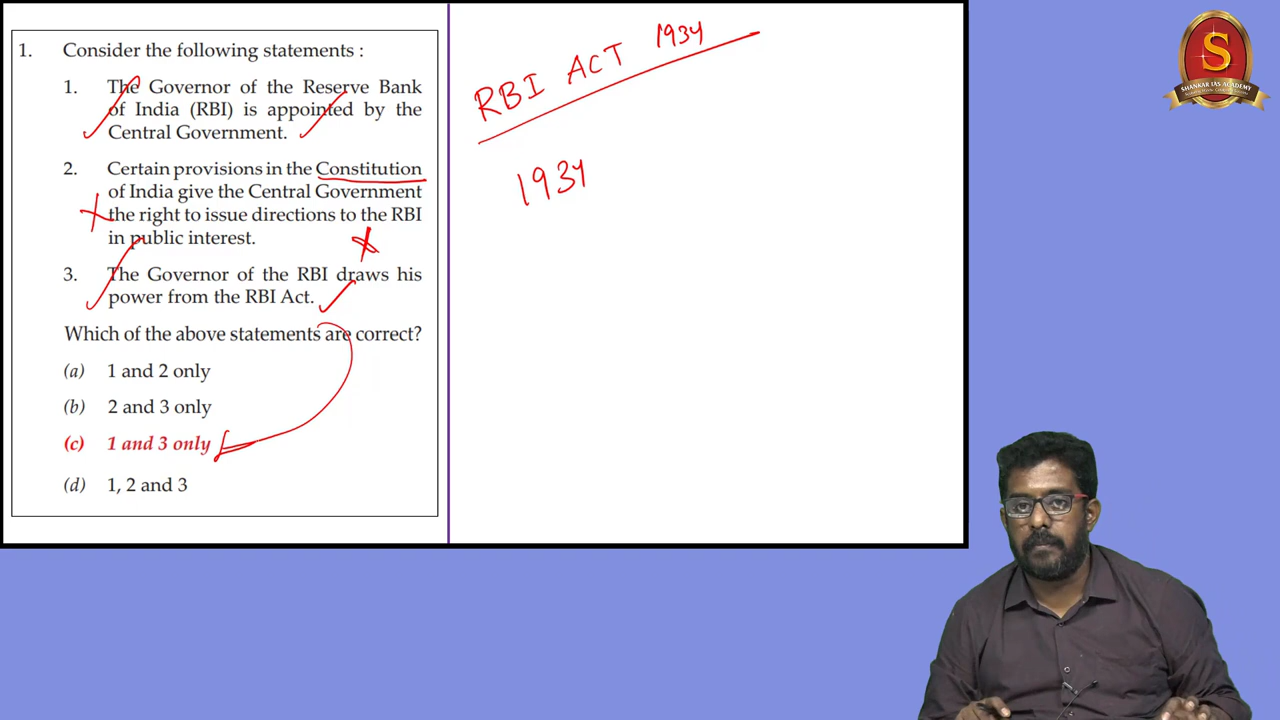 1. Consider the following statements :
1. The Governor of the Reserve Bank
of India (RBI) is appointed by the
Central Government.
2. Certain provisions in the Constitution
of India give the Central Government
the right to issue directions to the RBI
in public interest.
3. The Governor of the RBI draws his
power from the RBI Act.
Which of the above statements are correct?
(a) 1 and 2 only
(b) 2 and 3 only
(c) 1 and 3 only
(d) 1, 2 and 3
RBI ACT 1934
1934
S
SHANKAR IAS ACADEMY